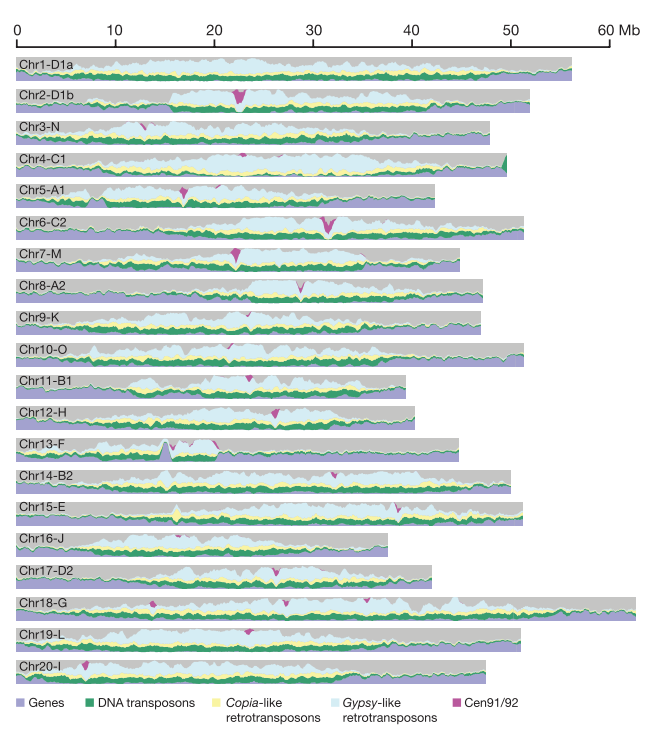 0 10 20 30 40 50 60 Mb
Chr1-D1a
Chr2-D1b
Chr3-N
Chr4-C1
Chr5-A1
Chr6-C2
Chr7-M
Chr8-A2
Chr9-K
Chr10-O
Chr11-B1
Chr12-H
Chr13-F
Chr14-B2
Chr15-E
Chr16-J
Chr17-D2
Chr18-G
Chr19-L
Chr20-I
Genes DNA transposons Copia-like retrotransposons Gypsy-like retrotransposons Cen91/92